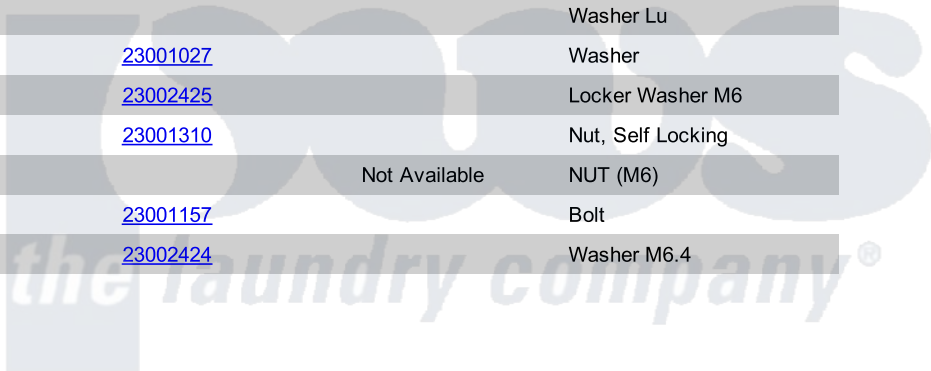 Washer Lu
23001027 Washer
23002425 Locker Washer M6
23001310 Nut, Self Locking
Not Available NUT (M6)
23001157 Bolt
23002424 Washer M6.4
the laundry company®